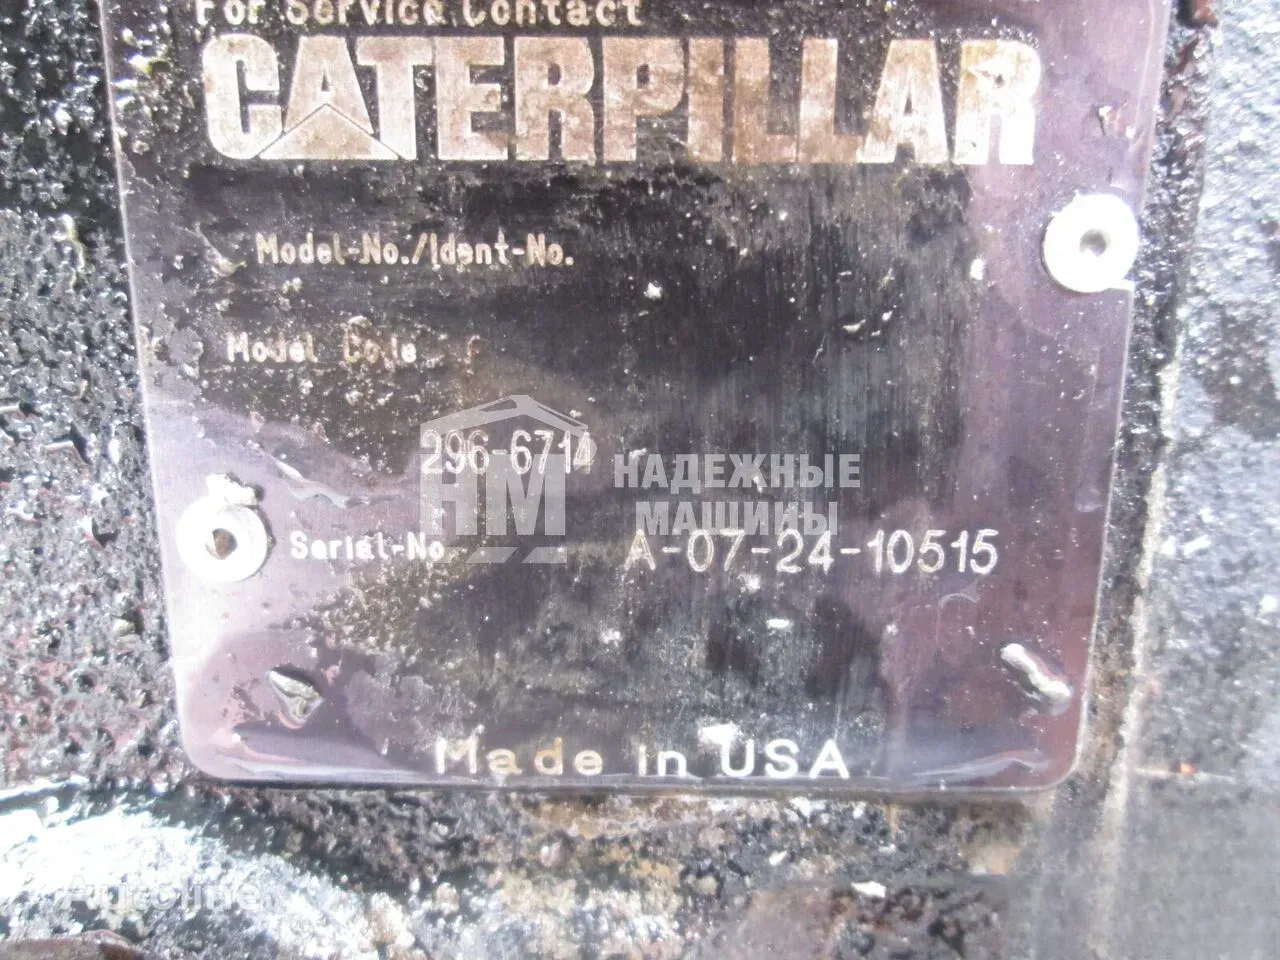 For Service Contact
CATERPILLAR
Model-No./Ident-No.
Model Code
296-6714
НМ НАДЕЖНЫЕ
МАШИНЫ
Serial-No. A-07-24-10515
Made in USA
Autoline